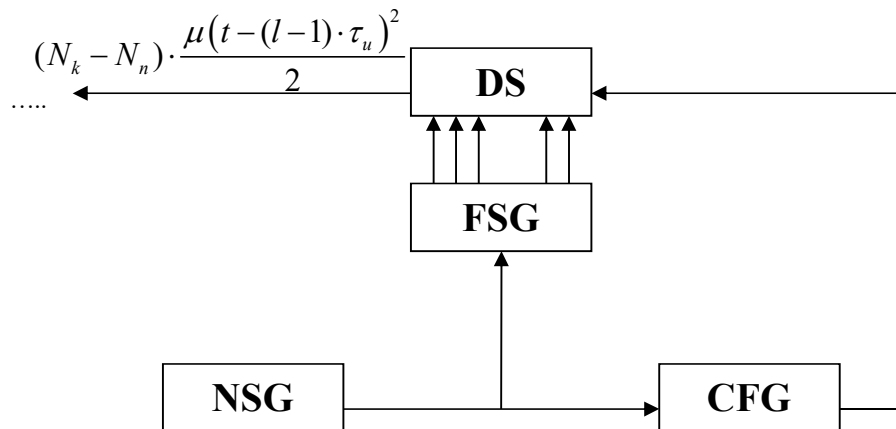 (N_k − N_n) · μ(t − (l − 1) · τ_u)² / 2
.....
DS
FSG
NSG
CFG